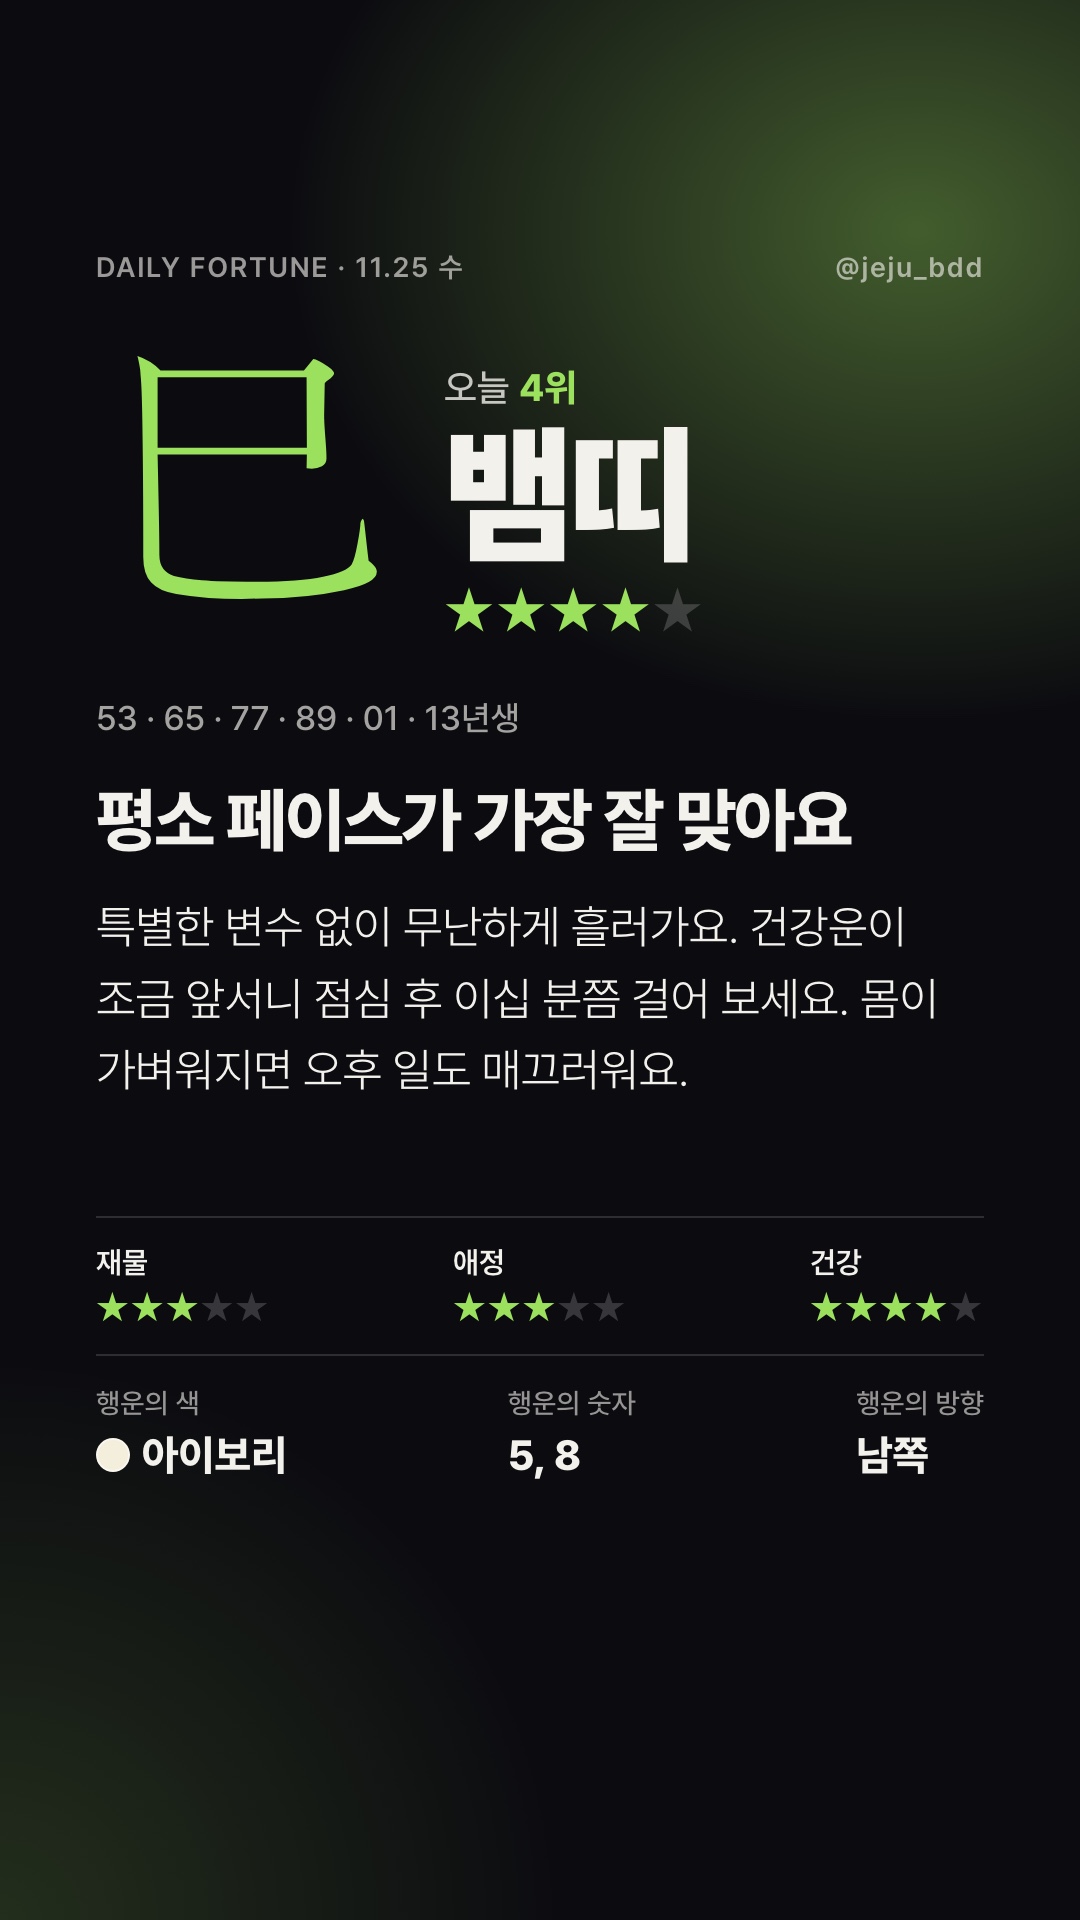 DAILY FORTUNE · 11.25 수
@jeju_bdd
巳
오늘 4위
뱀띠
★★★★★
53 · 65 · 77 · 89 · 01 · 13년생
평소 페이스가 가장 잘 맞아요
특별한 변수 없이 무난하게 흘러가요. 건강운이
조금 앞서니 점심 후 이십 분쯤 걸어 보세요. 몸이
가벼워지면 오후 일도 매끄러워요.
재물 애정 건강
★★★★★ ★★★★★ ★★★★★
행운의 색 행운의 숫자 행운의 방향
아이보리 5, 8 남쪽